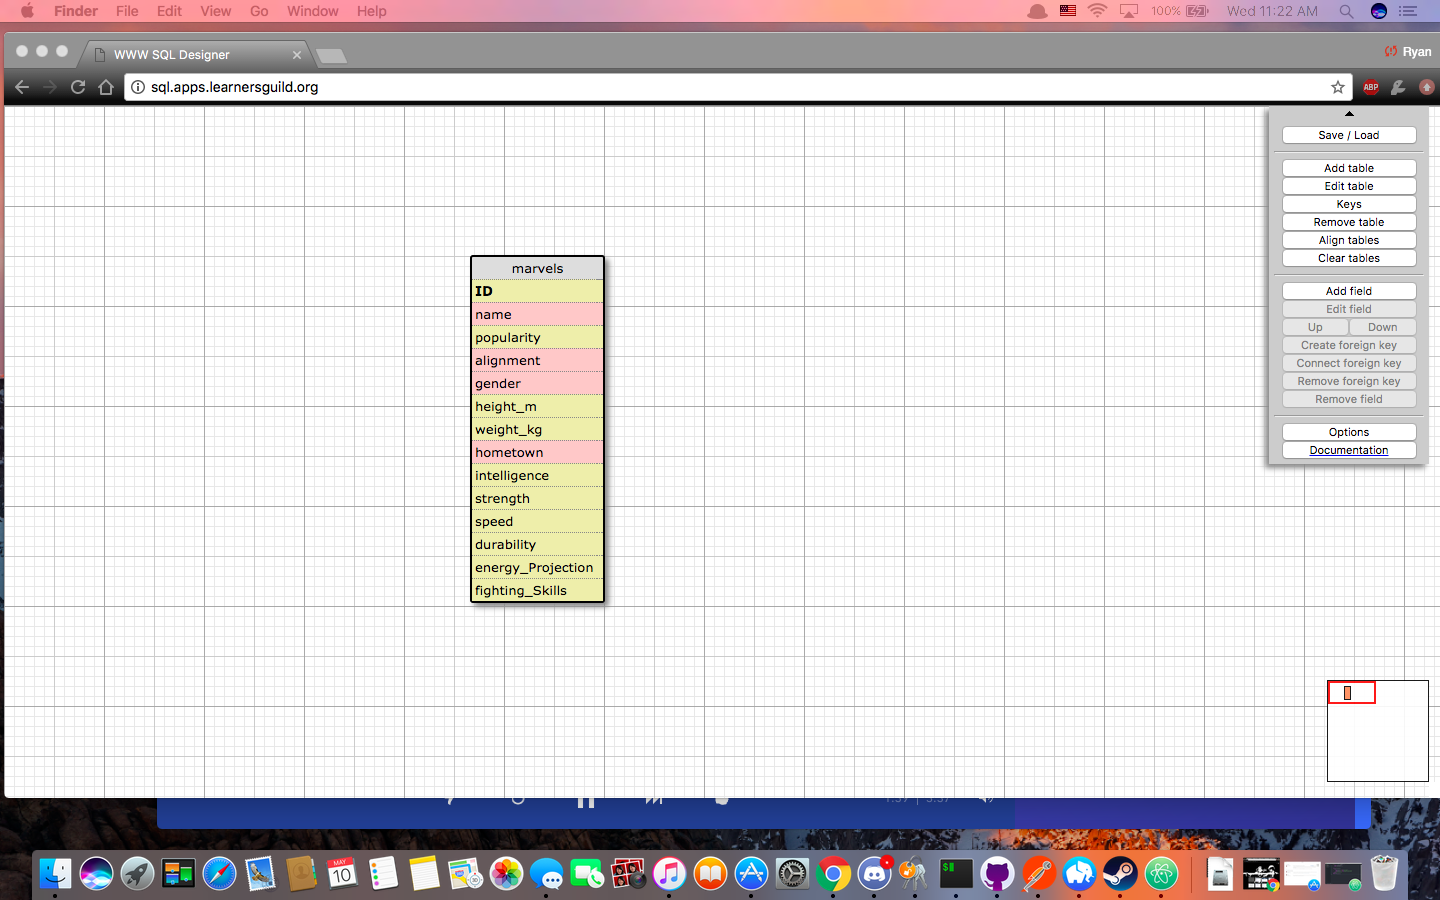 Finder File Edit View Go Window Help 100% Wed 11:22 AM
WWW SQL Designer Ryan
sql.apps.learnersguild.org ABP
Save / Load
Add table
Edit table
Keys
Remove table
Align tables
Clear tables
Add field
Edit field
Up Down
Create foreign key
Connect foreign key
Remove foreign key
Remove field
Options
Documentation
marvels
ID
name
popularity
alignment
gender
height_m
weight_kg
hometown
intelligence
strength
speed
durability
energy_Projection
fighting_Skills
MAY
10
$